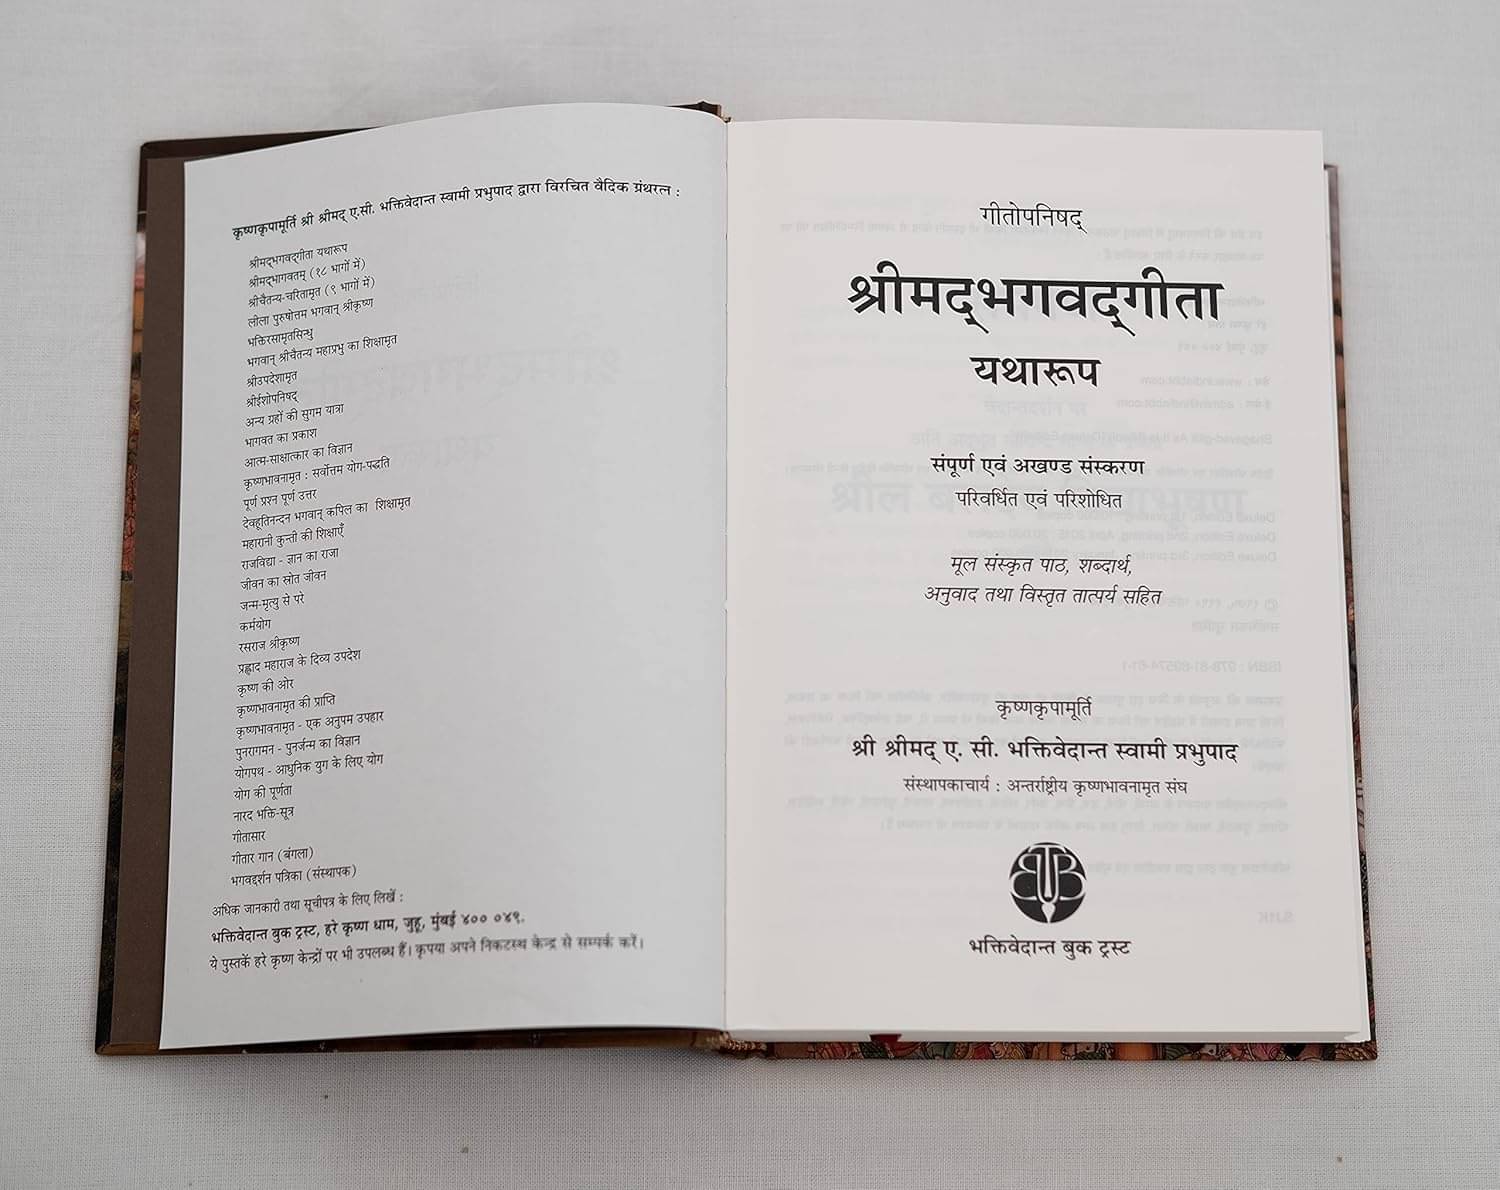 कृष्णकृपामूर्ति श्री श्रीमद् ए.सी. भक्तिवेदान्त स्वामी प्रभुपाद द्वारा विरचित वैदिक ग्रंथरत्न :
श्रीमद्भगवद्गीता यथारूप
श्रीमद्भागवतम् (१८ भागों में)
श्रीचैतन्य-चरितामृत (९ भागों में)
लीला पुरुषोत्तम भगवान् श्रीकृष्ण
भक्तिरसामृतसिन्धु
भगवान् श्रीचैतन्य महाप्रभु का शिक्षामृत
श्रीउपदेशामृत
श्रीईशोपनिषद्
अन्य ग्रहों की सुगम यात्रा
भागवत का प्रकाश
आत्म-साक्षात्कार का विज्ञान
कृष्णभावनामृत : सर्वोत्तम योग-पद्धति
पूर्ण प्रश्न पूर्ण उत्तर
देवहूतिनन्दन भगवान् कपिल का शिक्षामृत
महारानी कुन्ती की शिक्षाएँ
राजविद्या - ज्ञान का राजा
जीवन का स्रोत जीवन
जन्म-मृत्यु से परे
कर्मयोग
रसराज श्रीकृष्ण
प्रह्लाद महाराज के दिव्य उपदेश
कृष्ण की ओर
कृष्णभावनामृत की प्राप्ति
कृष्णभावनामृत - एक अनुपम उपहार
पुनरागमन - पुनर्जन्म का विज्ञान
योगपथ - आधुनिक युग के लिए योग
योग की पूर्णता
नारद भक्ति-सूत्र
गीतासार
गीतार गान (बंगला)
भगवद्दर्शन पत्रिका (संस्थापक)
अधिक जानकारी तथा सूचीपत्र के लिए लिखें :
भक्तिवेदान्त बुक ट्रस्ट, हरे कृष्ण धाम, जुहू, मुंबई ४०० ०४९.
ये पुस्तकें हरे कृष्ण केन्द्रों पर भी उपलब्ध हैं। कृपया अपने निकटस्थ केन्द्र से सम्पर्क करें।
गीतोपनिषद्
श्रीमद्भगवद्गीता
यथारूप
संपूर्ण एवं अखण्ड संस्करण
परिवर्धित एवं परिशोधित
मूल संस्कृत पाठ, शब्दार्थ,
अनुवाद तथा विस्तृत तात्पर्य सहित
कृष्णकृपामूर्ति
श्री श्रीमद् ए. सी. भक्तिवेदान्त स्वामी प्रभुपाद
संस्थापकाचार्य : अन्तर्राष्ट्रीय कृष्णभावनामृत संघ
BTB
भक्तिवेदान्त बुक ट्रस्ट